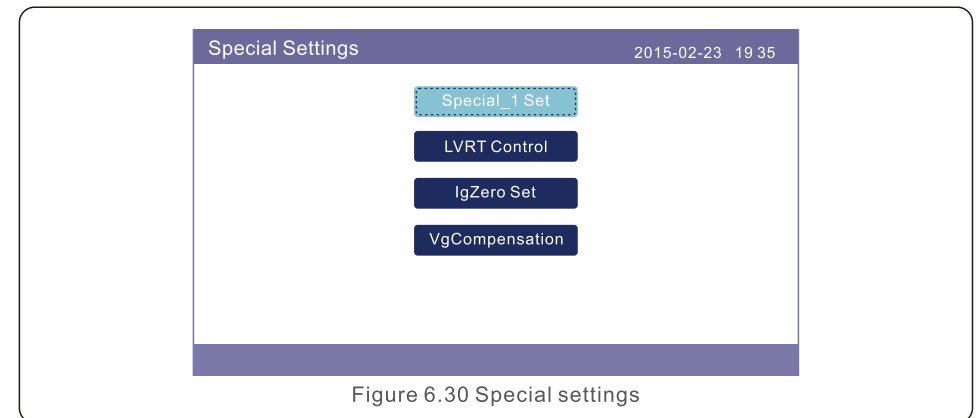 Special Settings 2015-02-23 19 35
Special_1 Set
LVRT Control
IgZero Set
VgCompensation
Figure 6.30 Special settings